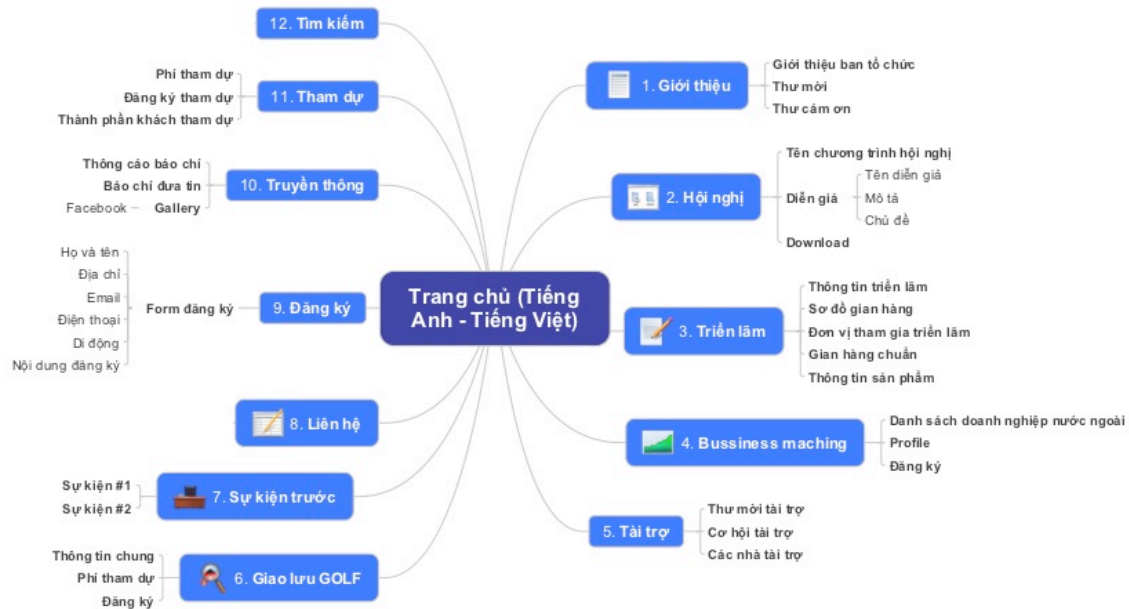 Trang chủ (Tiếng
Anh - Tiếng Việt)
1. Giới thiệu
Giới thiệu ban tổ chức
Thư mời
Thư cám ơn
2. Hội nghị
Tên chương trình hội nghị
Diễn giả
Tên diễn giả
Mô tả
Chủ đề
Download
3. Triển lãm
Thông tin triển lãm
Sơ đồ gian hàng
Đơn vị tham gia triển lãm
Gian hàng chuẩn
Thông tin sản phẩm
4. Bussiness maching
Danh sách doanh nghiệp nước ngoài
Profile
Đăng ký
5. Tài trợ
Thư mời tài trợ
Cơ hội tài trợ
Các nhà tài trợ
6. Giao lưu GOLF
Thông tin chung
Phí tham dự
Đăng ký
7. Sự kiện trước
Sự kiện #1
Sự kiện #2
8. Liên hệ
9. Đăng ký
Form đăng ký
Họ và tên
Địa chỉ
Email
Điện thoại
Di động
Nội dung đăng ký
10. Truyền thông
Thông cáo báo chí
Báo chí đưa tin
Gallery
Facebook
11. Tham dự
Phí tham dự
Đăng ký tham dự
Thành phần khách tham dự
12. Tìm kiếm